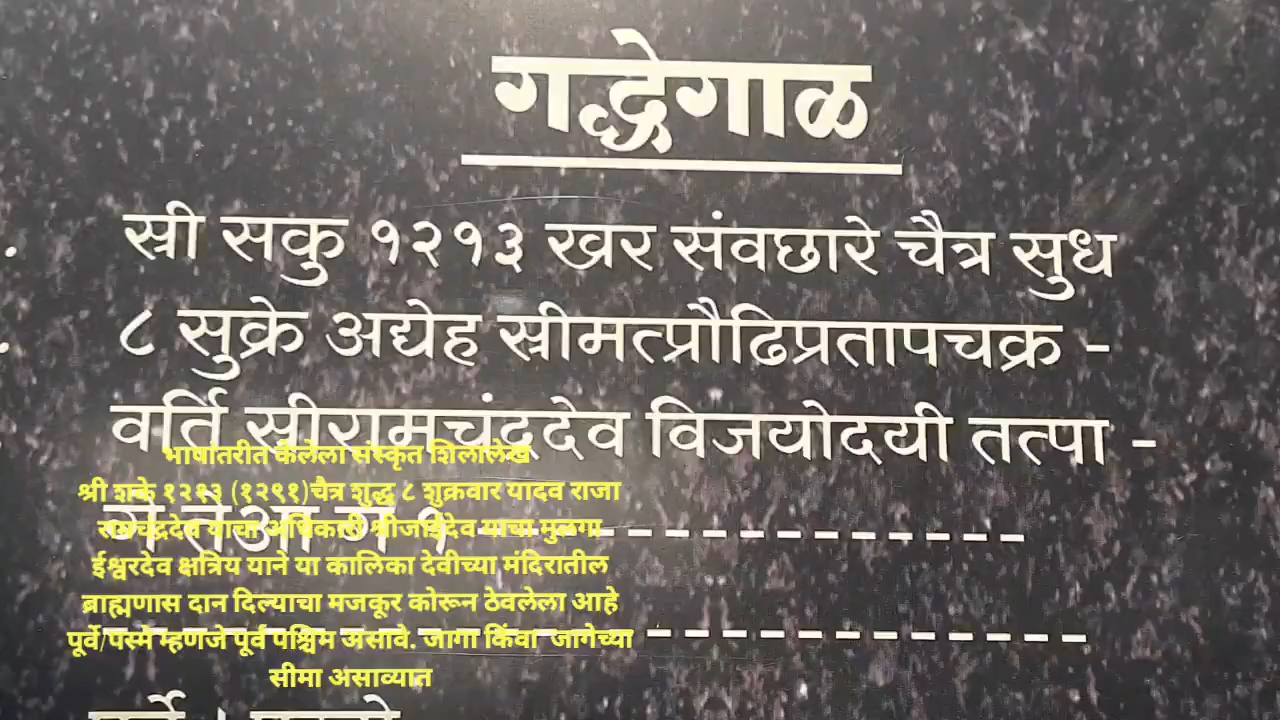 गद्धेगाळ
स्री सकु १२१३ खर संवछारे चैत्र सुध
८ सुक्रे अद्येह स्रीमत्प्रौढिप्रतापचक्र -
वर्ति स्रीरामचंद्रदेव विजयोदयी तत्पा -
भाषांतरीत केलेला संस्कृत शिलालेख
श्री शके १२१३ (१२९१)चैत्र शुद्ध ८ शुक्रवार यादव राजा
रामचंद्रदेव याचा अधिकारी श्रीजाईदेव याचा मुळगा
ईश्वरदेव क्षत्रिय याने या कालिका देवीच्या मंदिरातील
ब्राह्मणास दान दिल्याचा मजकूर कोरून ठेवलेला आहे
पूर्वे/पस्मे म्हणजे पूर्व पश्चिम असावे. जागा किंवा जागेच्या
सीमा असाव्यात